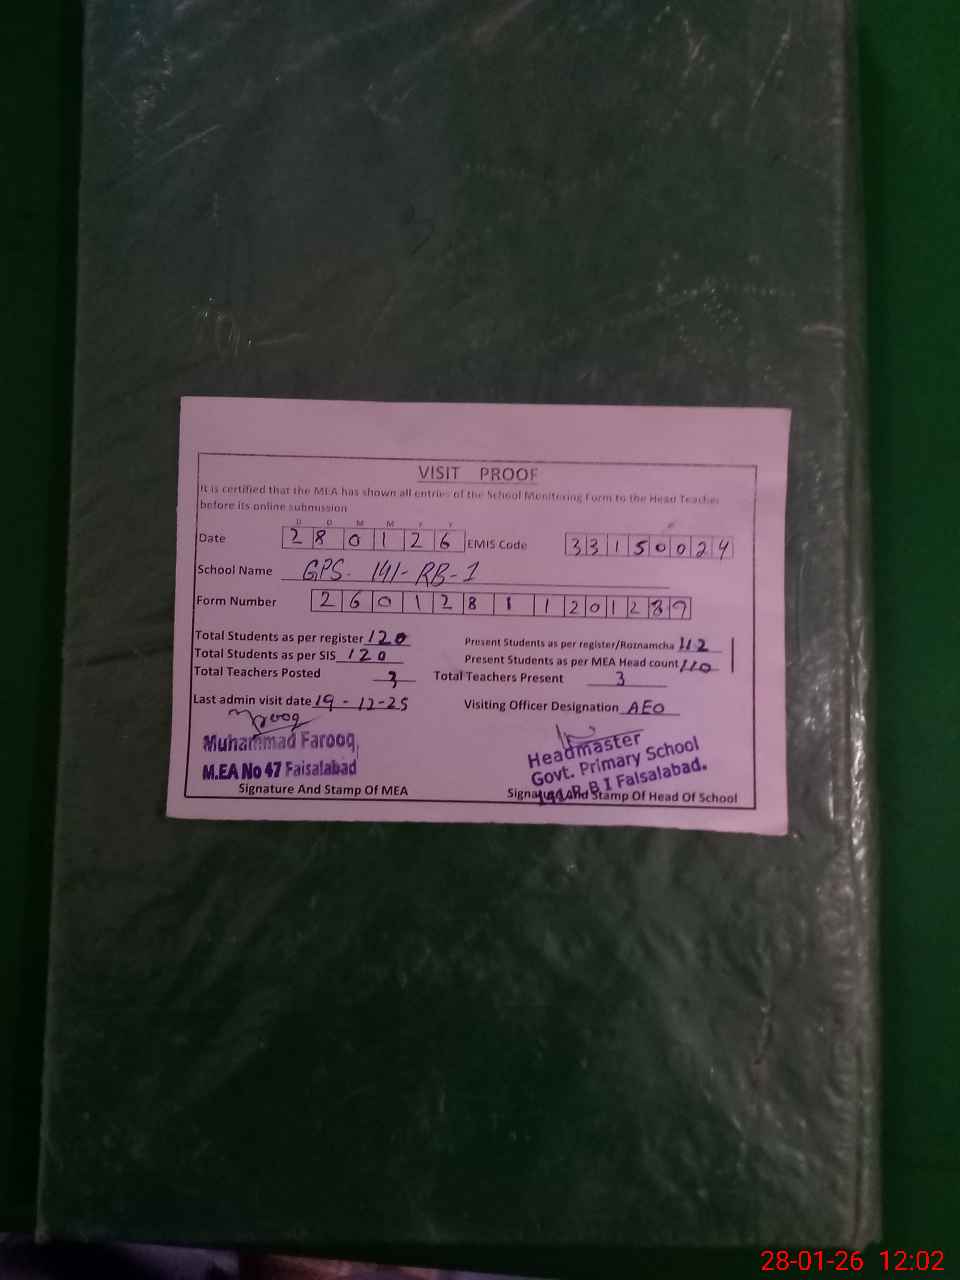 VISIT PROOF
It is certified that the MEA has shown all entries of the School Monitoring Form to the Head Teacher
before its online submission
D D M M Y Y
Date 2 8 0 1 2 6 EMIS Code 3 3 1 5 0 0 2 4
School Name GPS. 141-RB-1
Form Number 2 6 0 1 2 8 1 1 2 0 1 2 8 9
Total Students as per register 120 Present Students as per register/Roznamcha 112
Total Students as per SIS 120 Present Students as per MEA Head count 110
Total Teachers Posted 3 Total Teachers Present 3
Last admin visit date 19-12-25 Visiting Officer Designation AEO
Farooq
Muhammad Farooq,
M.EA No 47 Faisalabad
Signature And Stamp Of MEA
Headmaster
Govt. Primary School
141-R.B I Faisalabad.
Signature And Stamp Of Head Of School
28-01-26 12:02